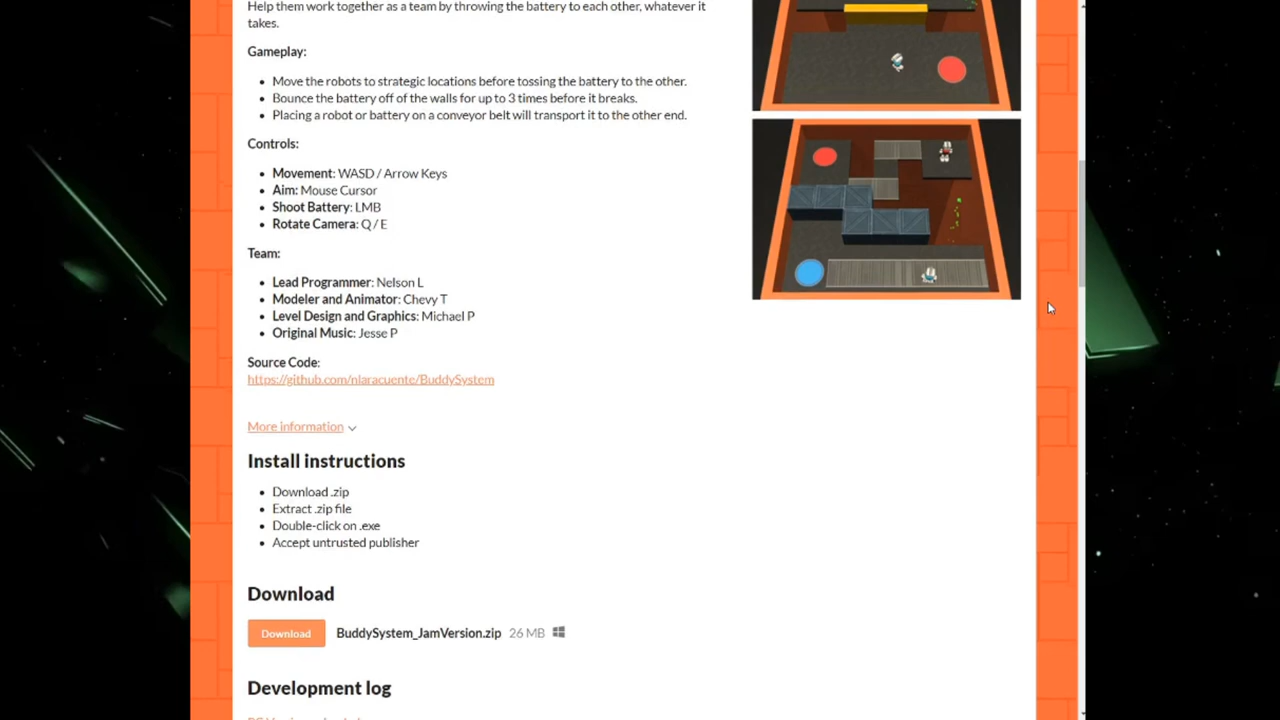 Help them work together as a team by throwing the battery to each other, whatever it
takes.
Gameplay:
Move the robots to strategic locations before tossing the battery to the other.
Bounce the battery off of the walls for up to 3 times before it breaks.
Placing a robot or battery on a conveyor belt will transport it to the other end.
Controls:
Movement: WASD / Arrow Keys
Aim: Mouse Cursor
Shoot Battery: LMB
Rotate Camera: Q / E
Team:
Lead Programmer: Nelson L
Modeler and Animator: Chevy T
Level Design and Graphics: Michael P
Original Music: Jesse P
Source Code:
https://github.com/nlaracuente/BuddySystem
More information
Install instructions
Download .zip
Extract .zip file
Double-click on .exe
Accept untrusted publisher
Download
Download BuddySystem_JamVersion.zip 26 MB
Development log